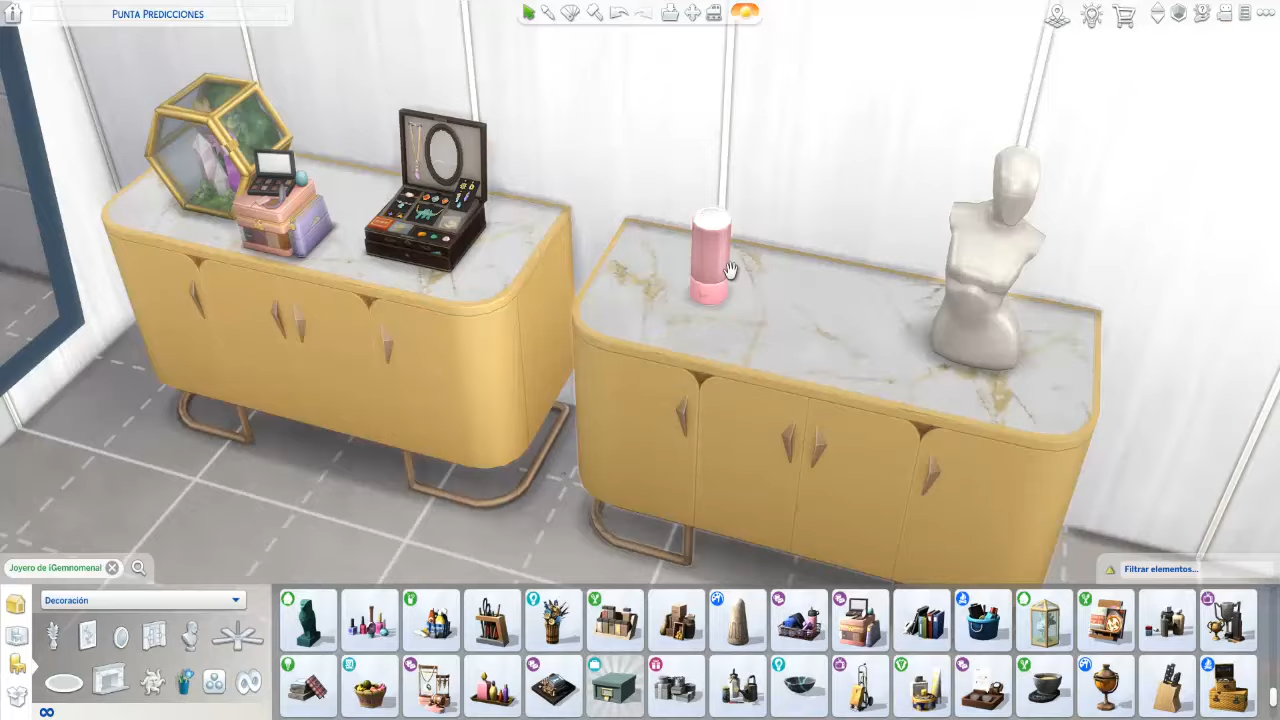 PUNTA PREDICCIONES
Joyero de iGemnomenal
Filtrar elementos...
Decoración